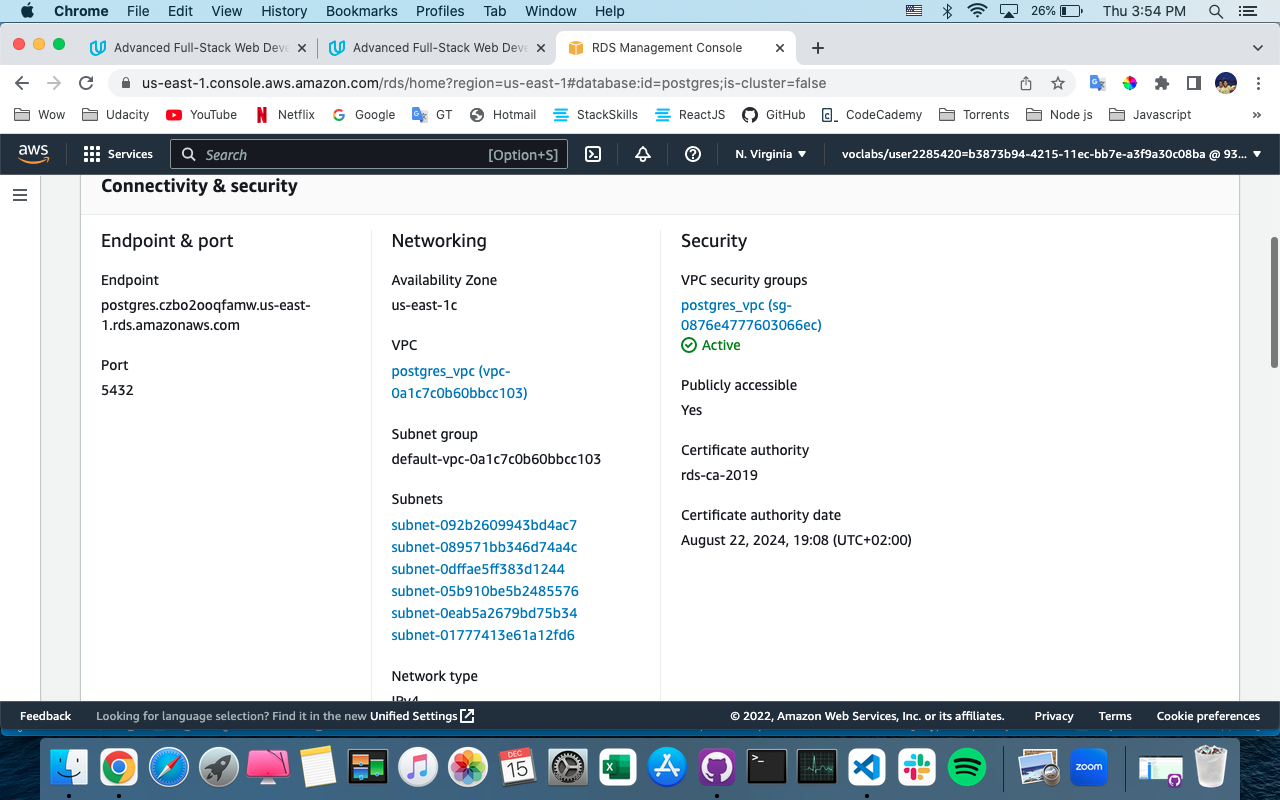 Chrome File Edit View History Bookmarks Profiles Tab Window Help 26% Thu 3:54 PM
Advanced Full-Stack Web Deve Advanced Full-Stack Web Deve RDS Management Console
us-east-1.console.aws.amazon.com/rds/home?region=us-east-1#database:id=postgres;is-cluster=false
Wow Udacity YouTube Netflix Google GT Hotmail StackSkills ReactJS GitHub CodeCademy Torrents Node js Javascript »
aws Services Search [Option+S] N. Virginia voclabs/user2285420=b3873b94-4215-11ec-bb7e-a3f9a30c08ba @ 93...
Connectivity & security
Endpoint & port
Endpoint
postgres.czbo2ooqfamw.us-east-
1.rds.amazonaws.com
Port
5432
Networking
Availability Zone
us-east-1c
VPC
postgres_vpc (vpc-
0a1c7c0b60bbcc103)
Subnet group
default-vpc-0a1c7c0b60bbcc103
Subnets
subnet-092b2609943bd4ac7
subnet-089571bb346d74a4c
subnet-0dffae5ff383d1244
subnet-05b910be5b2485576
subnet-0eab5a2679bd75b34
subnet-01777413e61a12fd6
Network type
IPv4
Security
VPC security groups
postgres_vpc (sg-
0876e4777603066ec)
Active
Publicly accessible
Yes
Certificate authority
rds-ca-2019
Certificate authority date
August 22, 2024, 19:08 (UTC+02:00)
Feedback Looking for language selection? Find it in the new Unified Settings © 2022, Amazon Web Services, Inc. or its affiliates. Privacy Terms Cookie preferences
DEC
15
zoom